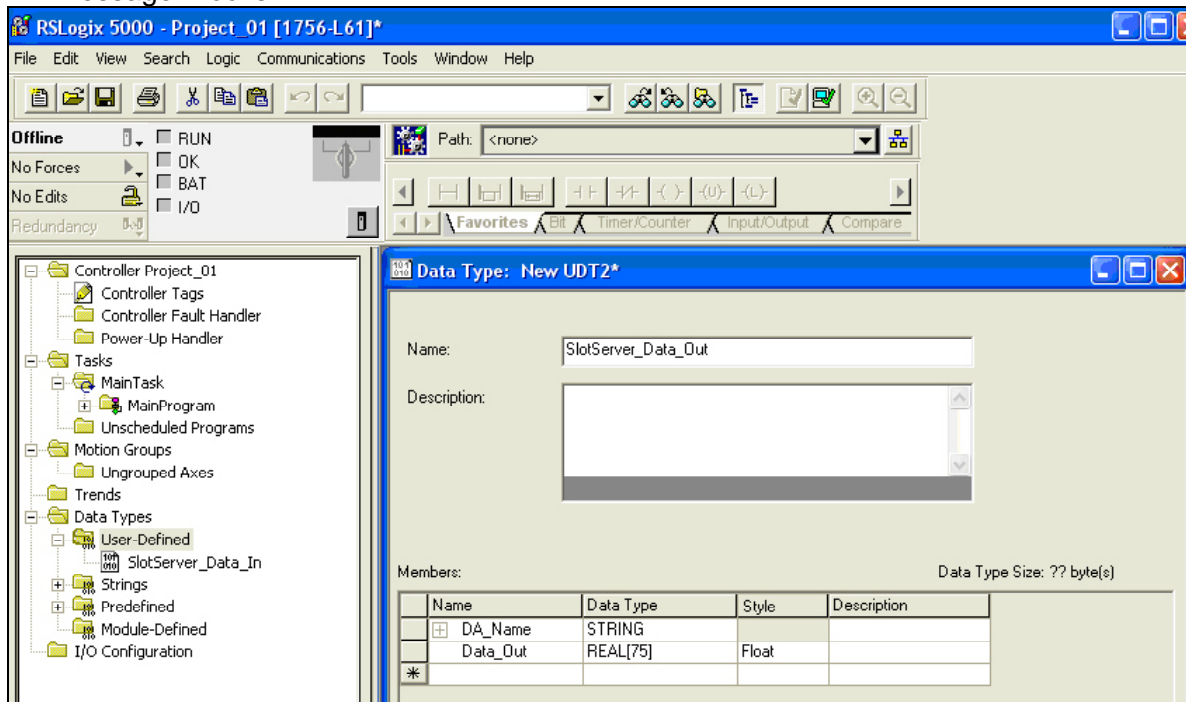 RSLogix 5000 - Project_01 [1756-L61]*
File Edit View Search Logic Communications Tools Window Help
Offline
RUN
Path: <none>
No Forces
OK
No Edits
BAT
I/O
Redundancy
Favorites Bit Timer/Counter Input/Output Compare
Controller Project_01
Controller Tags
Controller Fault Handler
Power-Up Handler
Tasks
MainTask
MainProgram
Unscheduled Programs
Motion Groups
Ungrouped Axes
Trends
Data Types
User-Defined
SlotServer_Data_In
Strings
Predefined
Module-Defined
I/O Configuration
Data Type: New UDT2*
Name: SlotServer_Data_Out
Description:
Members: Data Type Size: ?? byte(s)
Name Data Type Style Description
DA_Name STRING
Data_Out REAL[75] Float